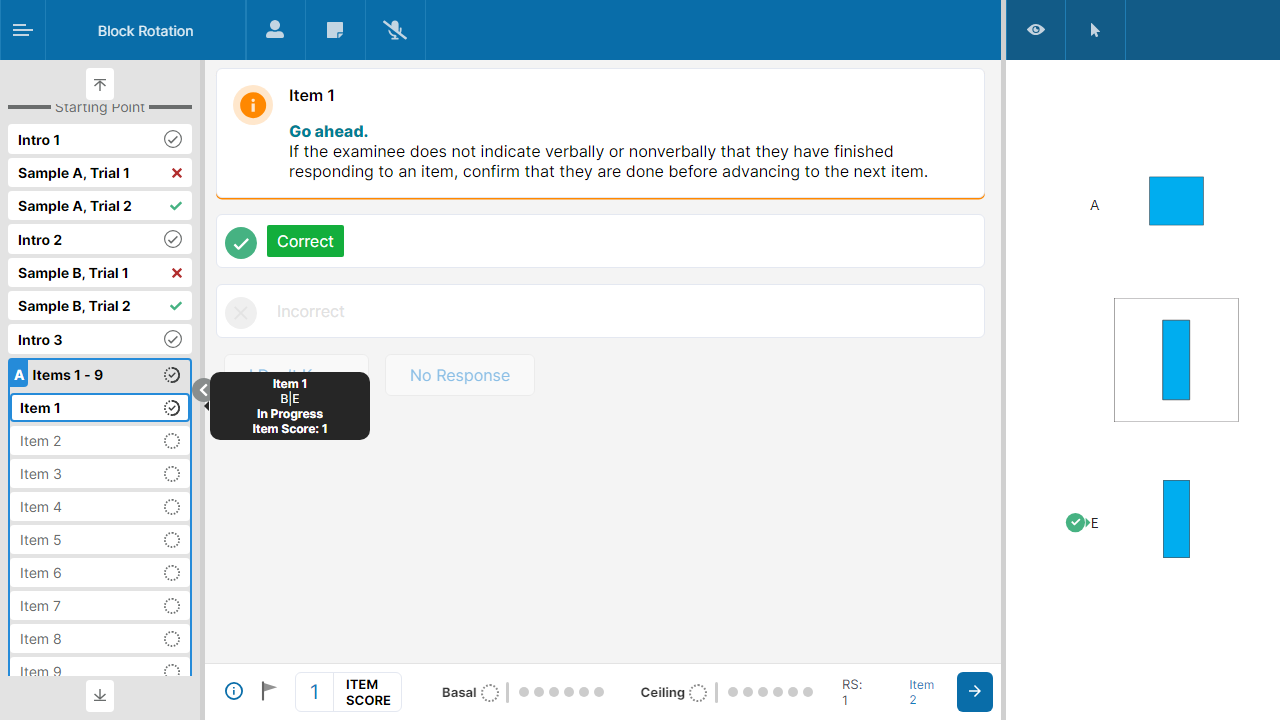 Block Rotation
Starting Point
Intro 1
Sample A, Trial 1
Sample A, Trial 2
Intro 2
Sample B, Trial 1
Sample B, Trial 2
Intro 3
A Items 1 - 9
Item 1
Item 2
Item 3
Item 4
Item 5
Item 6
Item 7
Item 8
Item 9
Item 1
Go ahead.
If the examinee does not indicate verbally or nonverbally that they have finished
responding to an item, confirm that they are done before advancing to the next item.
Correct
Incorrect
No Response
Item 1
B|E
In Progress
Item Score: 1
1 ITEM
SCORE
Basal
Ceiling
RS:
1
Item
2
A
E